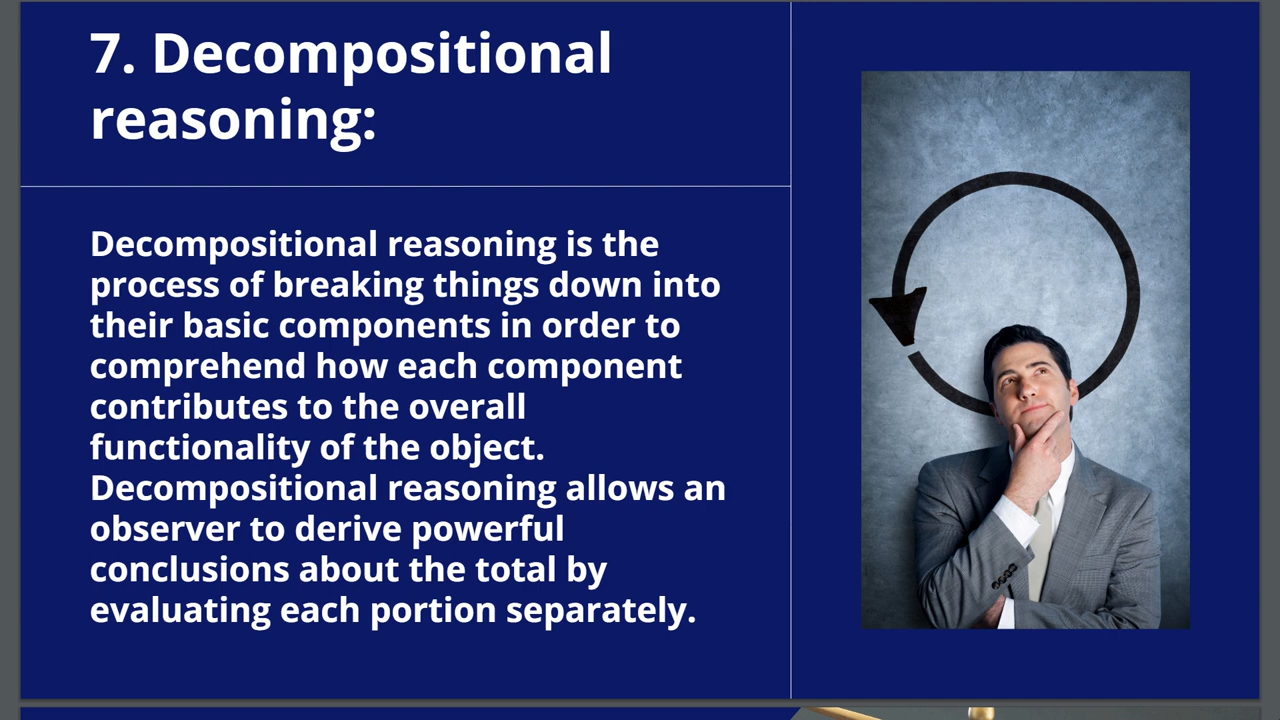 7. Decompositional
reasoning:
Decompositional reasoning is the
process of breaking things down into
their basic components in order to
comprehend how each component
contributes to the overall
functionality of the object.
Decompositional reasoning allows an
observer to derive powerful
conclusions about the total by
evaluating each portion separately.